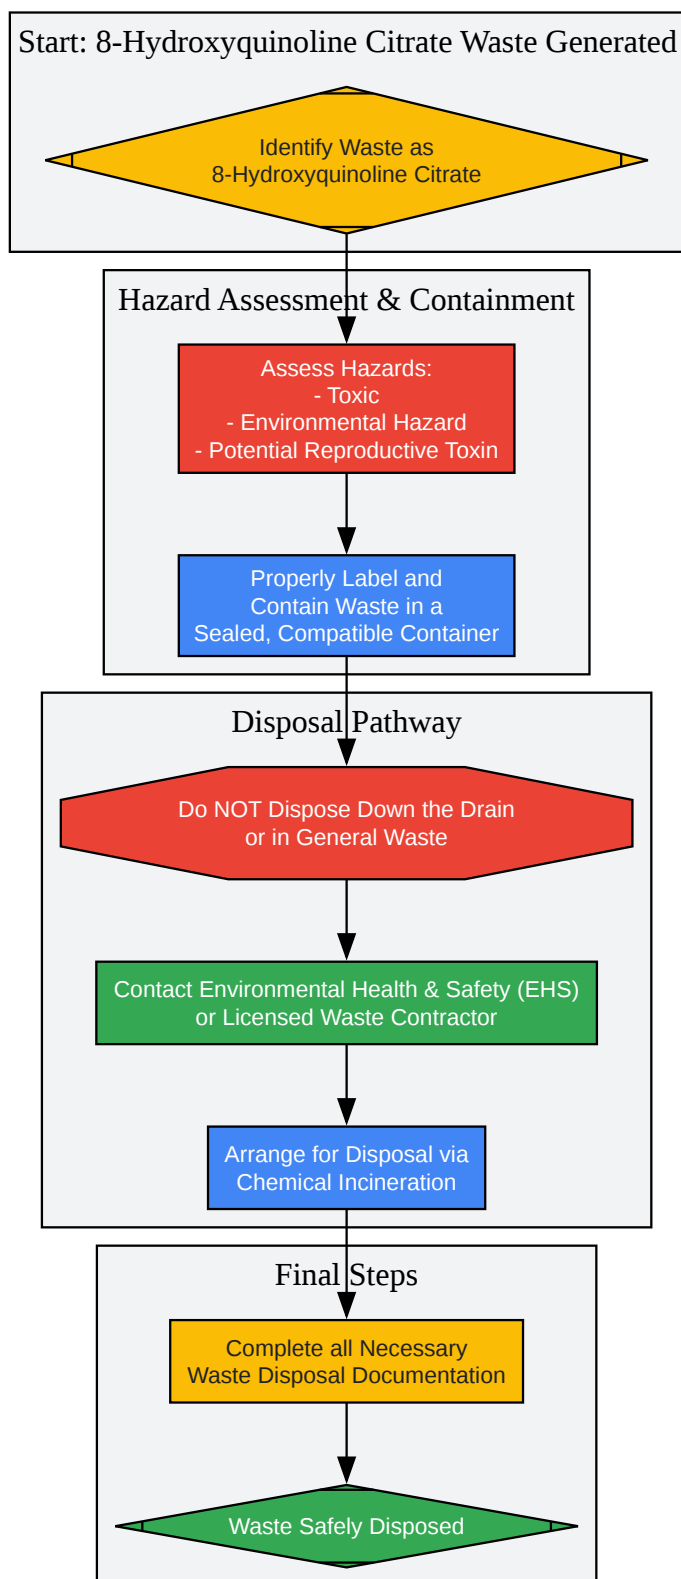 Start: 8-Hydroxyquinoline Citrate Waste Generated
Identify Waste as
8-Hydroxyquinoline Citrate
Hazard Assessment & Containment
Assess Hazards:
- Toxic
- Environmental Hazard
- Potential Reproductive Toxin
Properly Label and
Contain Waste in a
Sealed, Compatible Container
Disposal Pathway
Do NOT Dispose Down the Drain
or in General Waste
Contact Environmental Health & Safety (EHS)
or Licensed Waste Contractor
Arrange for Disposal via
Chemical Incineration
Final Steps
Complete all Necessary
Waste Disposal Documentation
Waste Safely Disposed